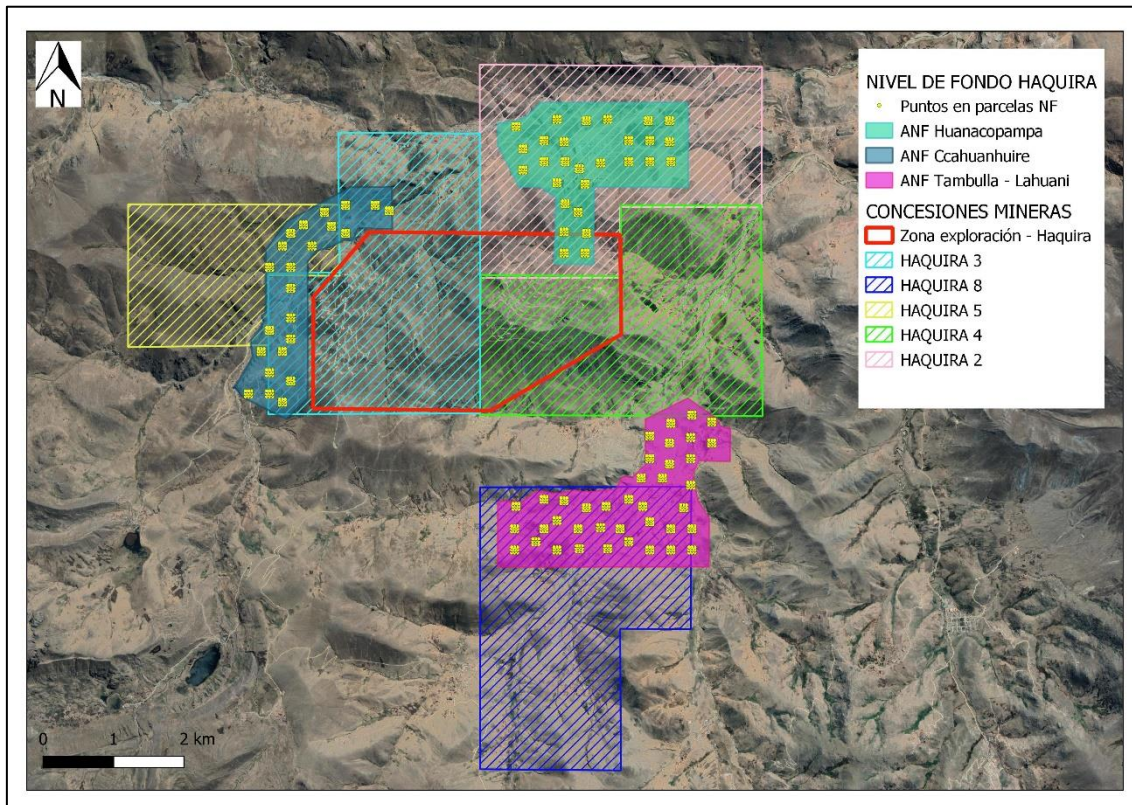 N
NIVEL DE FONDO HAQUIRA
Puntos en parcelas NF
ANF Huanacopampa
ANF Ccahuanhuire
ANF Tambulla - Lahuani
CONCESIONES MINERAS
Zona exploración - Haquira
HAQUIRA 3
HAQUIRA 8
HAQUIRA 5
HAQUIRA 4
HAQUIRA 2
0 1 2 km